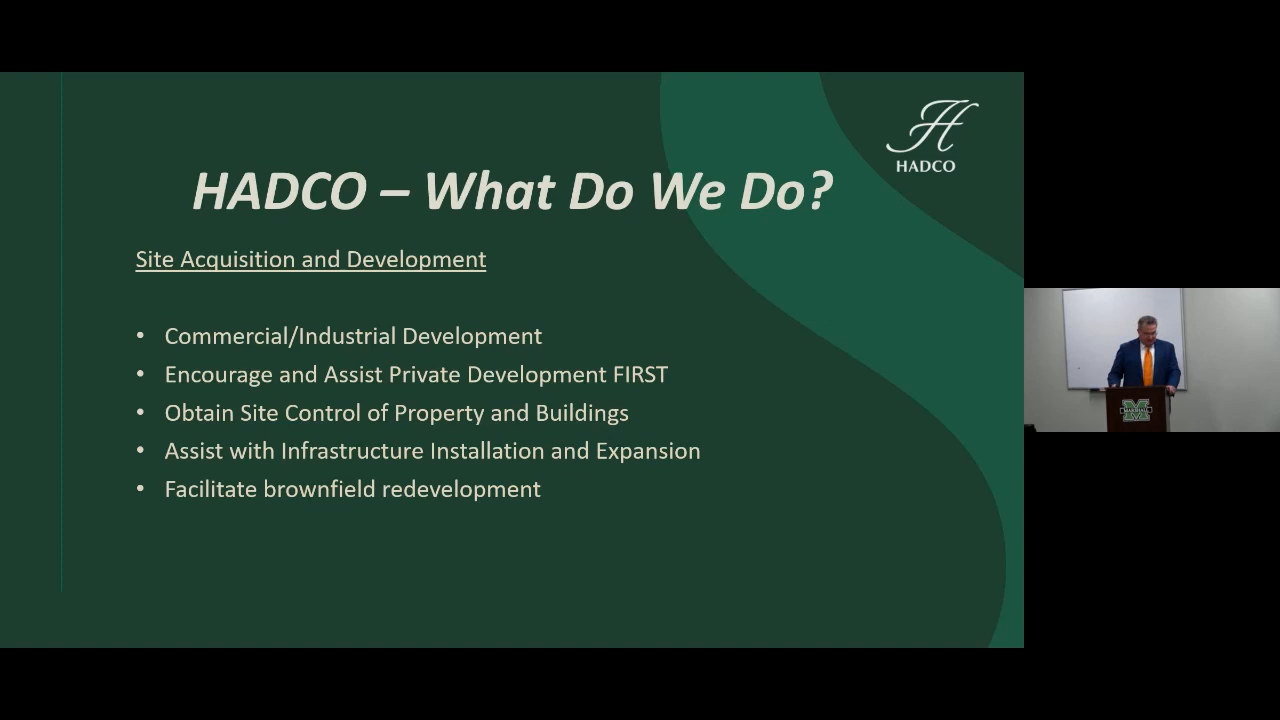 HADCO
HADCO – What Do We Do?
Site Acquisition and Development
• Commercial/Industrial Development
• Encourage and Assist Private Development FIRST
• Obtain Site Control of Property and Buildings
• Assist with Infrastructure Installation and Expansion
• Facilitate brownfield redevelopment
MARSHALL